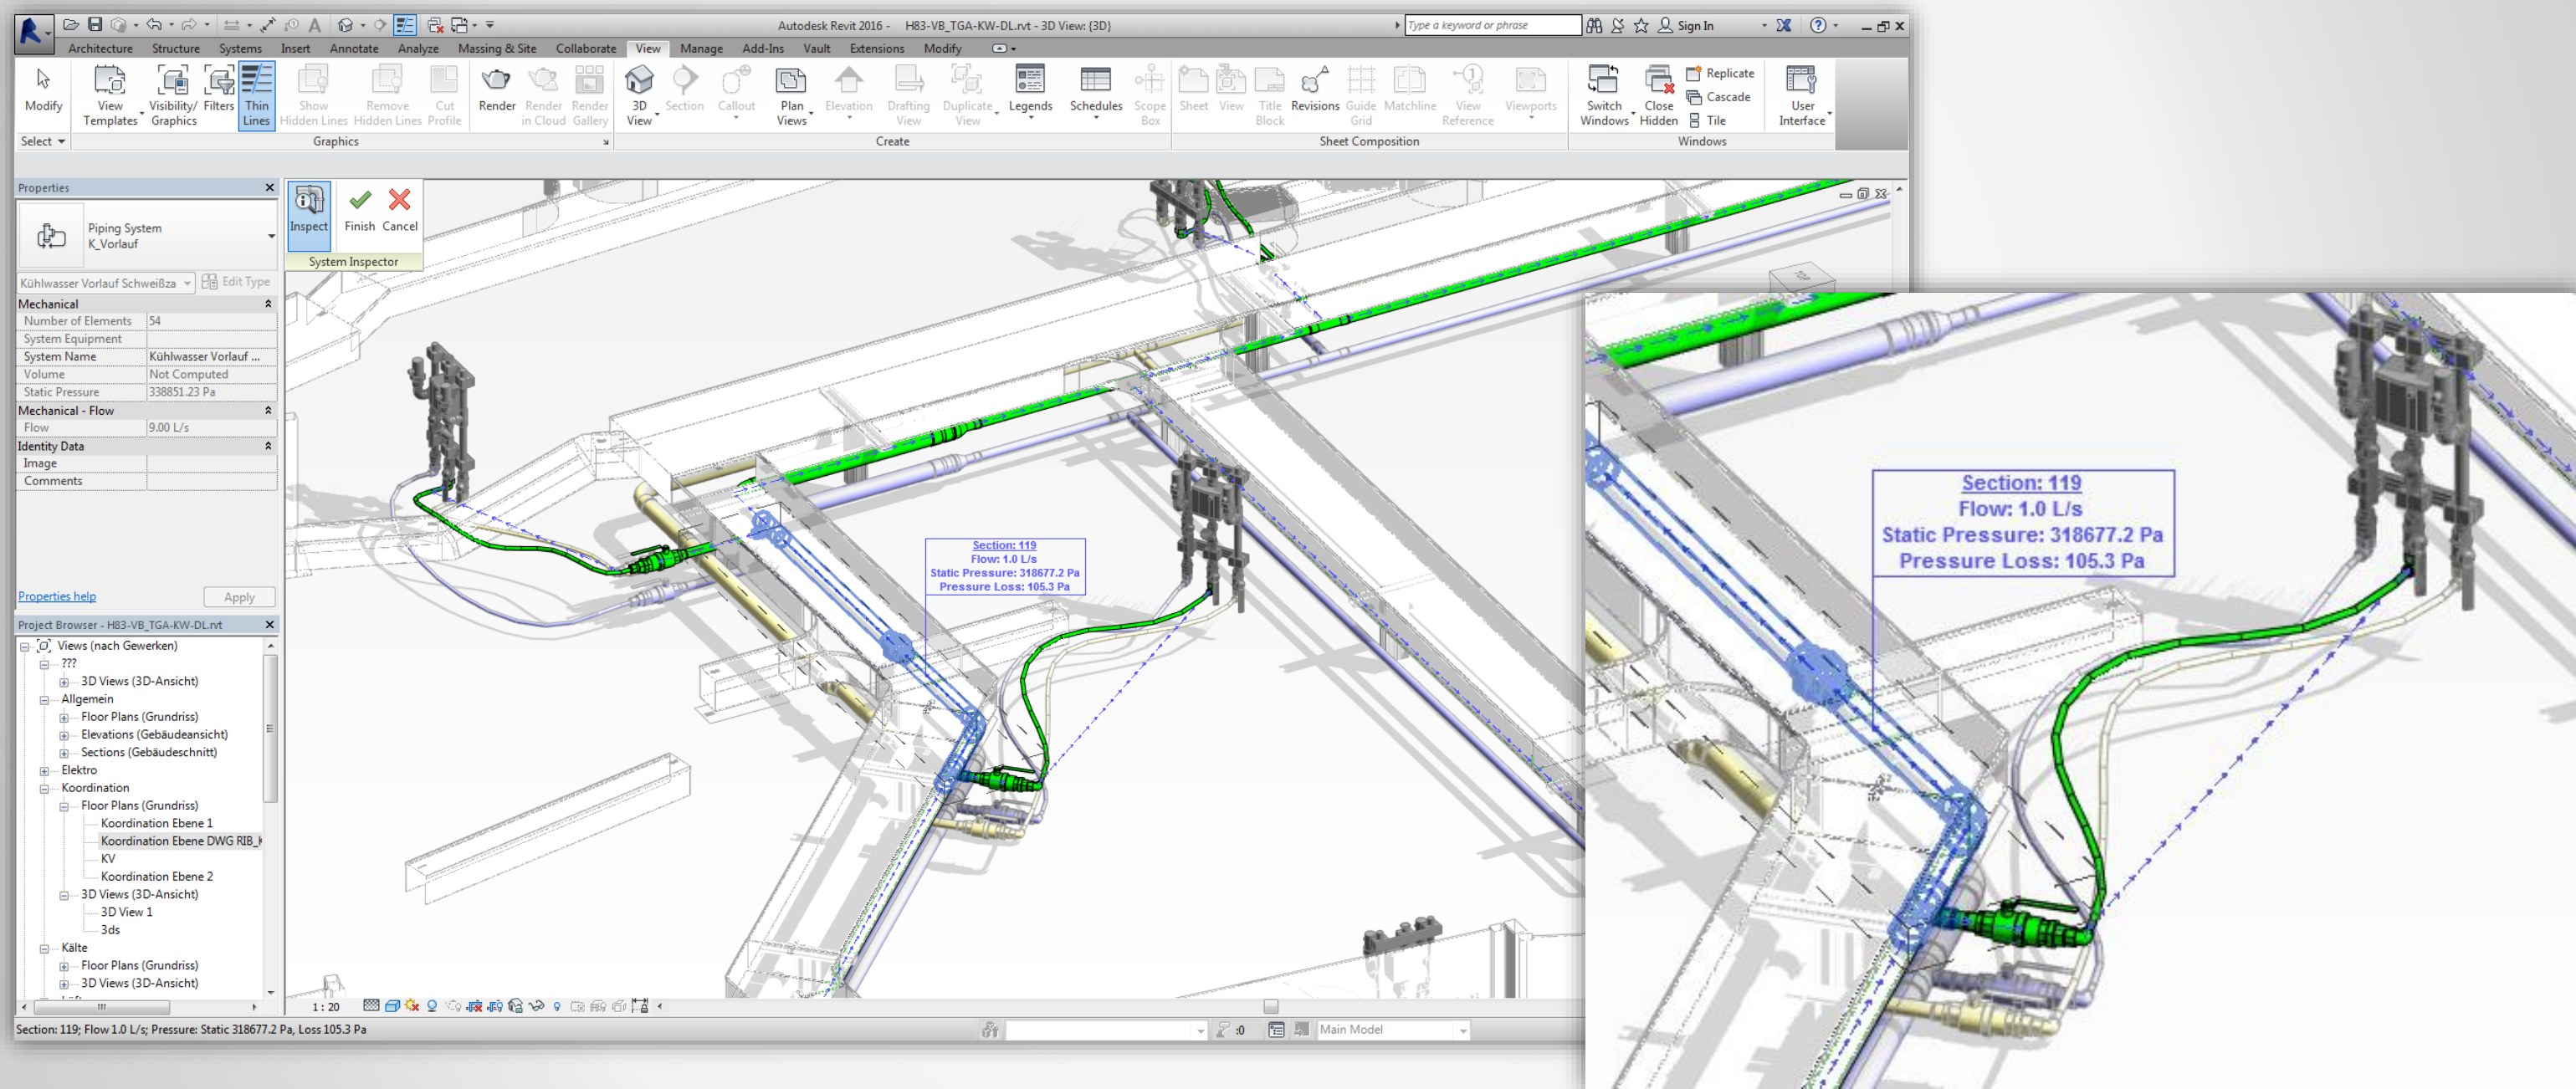 Autodesk Revit 2016 - H83-VB_TGA-KW-DL.rvt - 3D View: {3D}
Type a keyword or phrase
Sign In
Architecture Structure Systems Insert Annotate Analyze Massing & Site Collaborate View Manage Add-Ins Vault Extensions Modify
Modify
View Templates
Visibility/ Graphics
Filters
Thin Lines
Show Hidden Lines
Remove Hidden Lines
Cut Profile
Render
Render in Cloud
Render Gallery
3D View
Section
Callout
Plan Views
Elevation
Drafting View
Duplicate View
Legends
Schedules
Scope Box
Sheet
View
Title Block
Revisions
Guide Grid
Matchline
View Reference
Viewports
Switch Windows
Close Hidden
Replicate
Cascade
Tile
User Interface
Select
Graphics
Create
Sheet Composition
Windows
Properties
Piping System
K_Vorlauf
Kühlwasser Vorlauf Schweißza
Edit Type
Mechanical
Number of Elements 54
System Equipment
System Name Kühlwasser Vorlauf ...
Volume Not Computed
Static Pressure 338851.23 Pa
Mechanical - Flow
Flow 9.00 L/s
Identity Data
Image
Comments
Properties help
Apply
Project Browser - H83-VB_TGA-KW-DL.rvt
Views (nach Gewerken)
???
3D Views (3D-Ansicht)
Allgemein
Floor Plans (Grundriss)
Elevations (Gebäudeansicht)
Sections (Gebäudeschnitt)
Elektro
Koordination
Floor Plans (Grundriss)
Koordination Ebene 1
Koordination Ebene DWG RIB_K
KV
Koordination Ebene 2
3D Views (3D-Ansicht)
3D View 1
3ds
Kälte
Floor Plans (Grundriss)
3D Views (3D-Ansicht)
Inspect
Finish
Cancel
System Inspector
Section: 119
Flow: 1.0 L/s
Static Pressure: 318677.2 Pa
Pressure Loss: 105.3 Pa
Section: 119
Flow: 1.0 L/s
Static Pressure: 318677.2 Pa
Pressure Loss: 105.3 Pa
1 : 20
Section: 119; Flow 1.0 L/s; Pressure: Static 318677.2 Pa, Loss 105.3 Pa
:0
Main Model